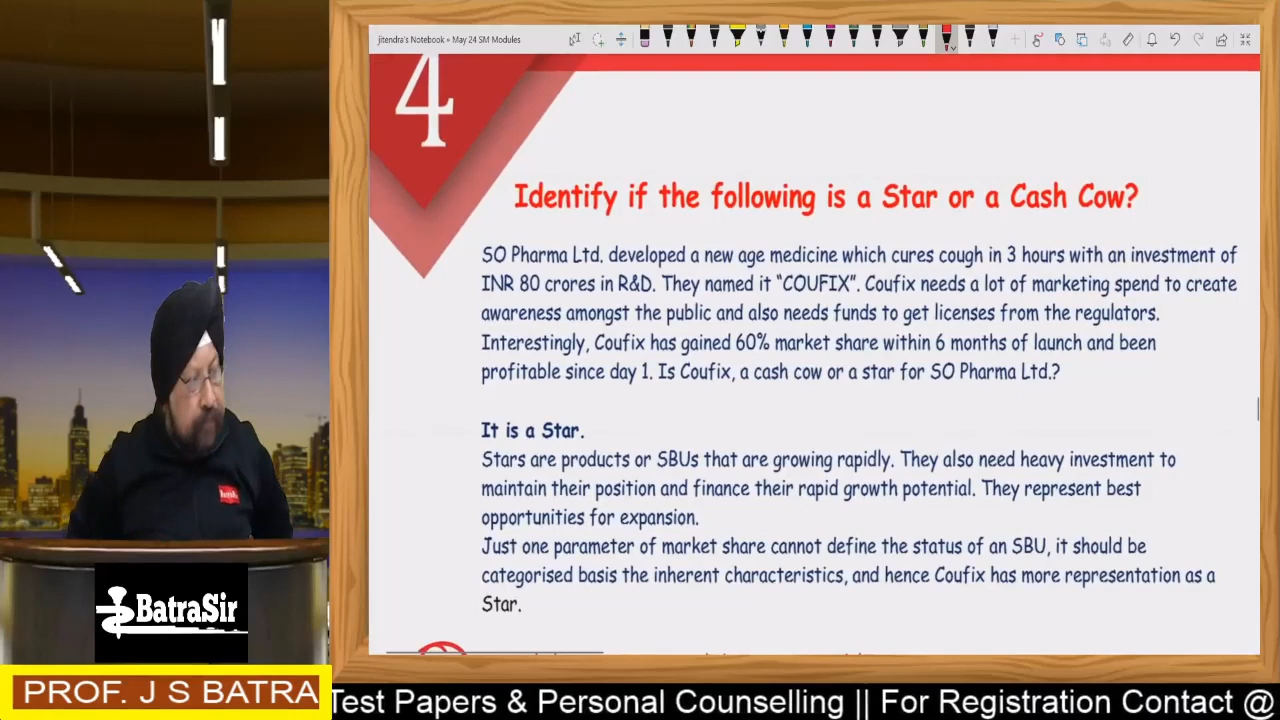 jitendra's Notebook » May 24 SM Modules
4
Identify if the following is a Star or a Cash Cow?
SO Pharma Ltd. developed a new age medicine which cures cough in 3 hours with an investment of
INR 80 crores in R&D. They named it “COUFIX”. Coufix needs a lot of marketing spend to create
awareness amongst the public and also needs funds to get licenses from the regulators.
Interestingly, Coufix has gained 60% market share within 6 months of launch and been
profitable since day 1. Is Coufix, a cash cow or a star for SO Pharma Ltd.?
It is a Star.
Stars are products or SBUs that are growing rapidly. They also need heavy investment to
maintain their position and finance their rapid growth potential. They represent best
opportunities for expansion.
Just one parameter of market share cannot define the status of an SBU, it should be
categorised basis the inherent characteristics, and hence Coufix has more representation as a
Star.
BatraSir
PROF. J S BATRA
Test Papers & Personal Counselling || For Registration Contact @